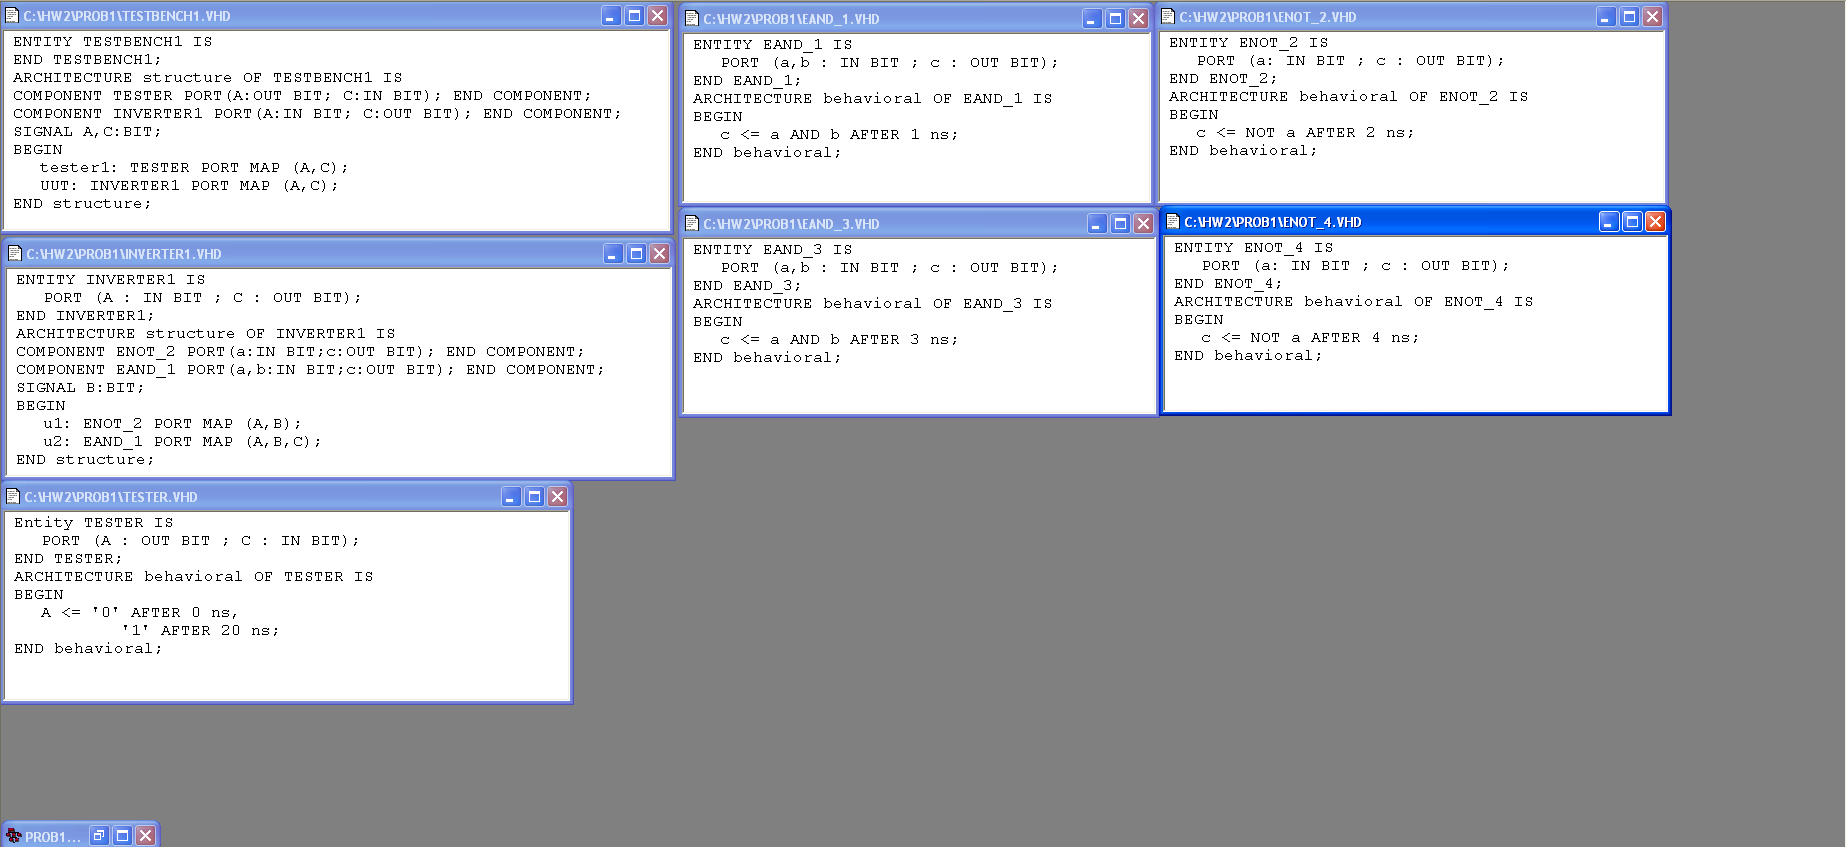 C:\HW2\PROB1\TESTBENCH1.VHD
ENTITY TESTBENCH1 IS
END TESTBENCH1;
ARCHITECTURE structure OF TESTBENCH1 IS
COMPONENT TESTER PORT(A:OUT BIT; C:IN BIT); END COMPONENT;
COMPONENT INVERTER1 PORT(A:IN BIT; C:OUT BIT); END COMPONENT;
SIGNAL A,C:BIT;
BEGIN
tester1: TESTER PORT MAP (A,C);
UUT: INVERTER1 PORT MAP (A,C);
END structure;
C:\HW2\PROB1\INVERTER1.VHD
ENTITY INVERTER1 IS
PORT (A : IN BIT ; C : OUT BIT);
END INVERTER1;
ARCHITECTURE structure OF INVERTER1 IS
COMPONENT ENOT_2 PORT(a:IN BIT;c:OUT BIT); END COMPONENT;
COMPONENT EAND_1 PORT(a,b:IN BIT;c:OUT BIT); END COMPONENT;
SIGNAL B:BIT;
BEGIN
u1: ENOT_2 PORT MAP (A,B);
u2: EAND_1 PORT MAP (A,B,C);
END structure;
C:\HW2\PROB1\TESTER.VHD
Entity TESTER IS
PORT (A : OUT BIT ; C : IN BIT);
END TESTER;
ARCHITECTURE behavioral OF TESTER IS
BEGIN
A <= '0' AFTER 0 ns,
'1' AFTER 20 ns;
END behavioral;
PROB1...
C:\HW2\PROB1\EAND_1.VHD
ENTITY EAND_1 IS
PORT (a,b : IN BIT ; c : OUT BIT);
END EAND_1;
ARCHITECTURE behavioral OF EAND_1 IS
BEGIN
c <= a AND b AFTER 1 ns;
END behavioral;
C:\HW2\PROB1\EAND_3.VHD
ENTITY EAND_3 IS
PORT (a,b : IN BIT ; c : OUT BIT);
END EAND_3;
ARCHITECTURE behavioral OF EAND_3 IS
BEGIN
c <= a AND b AFTER 3 ns;
END behavioral;
C:\HW2\PROB1\ENOT_2.VHD
ENTITY ENOT_2 IS
PORT (a: IN BIT ; c : OUT BIT);
END ENOT_2;
ARCHITECTURE behavioral OF ENOT_2 IS
BEGIN
c <= NOT a AFTER 2 ns;
END behavioral;
C:\HW2\PROB1\ENOT_4.VHD
ENTITY ENOT_4 IS
PORT (a: IN BIT ; c : OUT BIT);
END ENOT_4;
ARCHITECTURE behavioral OF ENOT_4 IS
BEGIN
c <= NOT a AFTER 4 ns;
END behavioral;